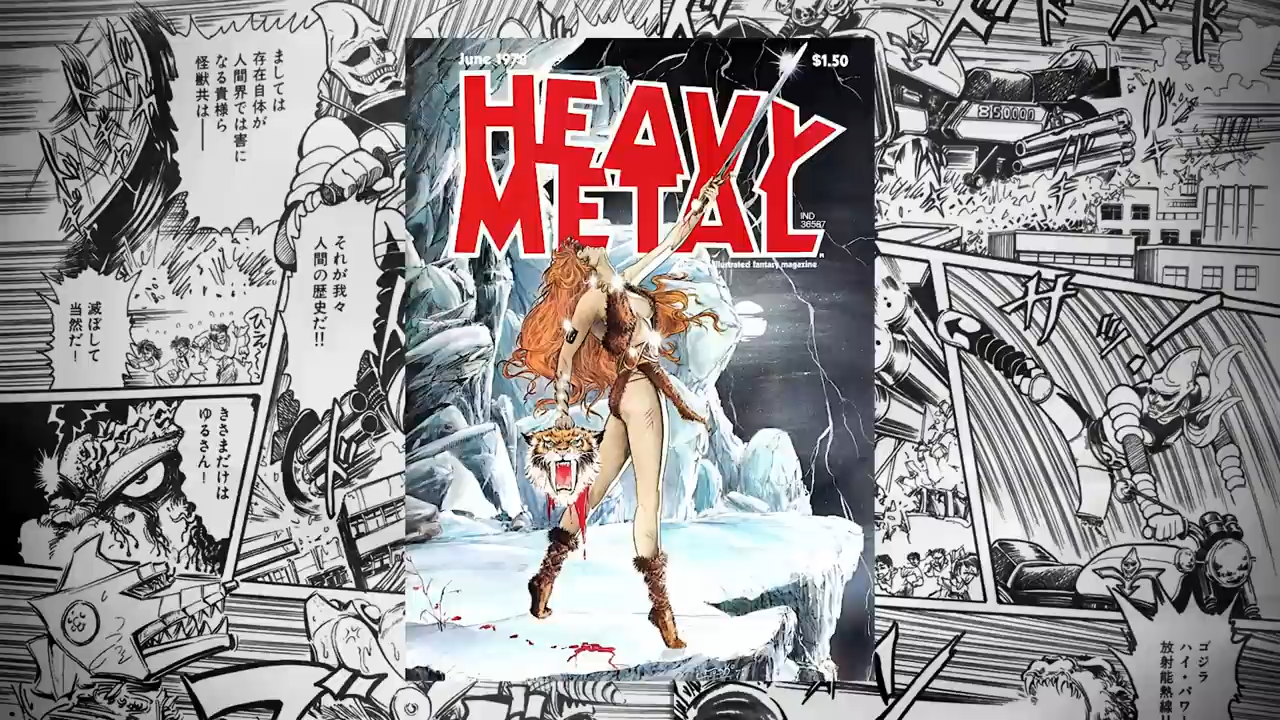 ましては
存在自体が
人間界では害に
なる貴様ら
怪獣共は――
それが我々
人間の歴史だ!!
滅ぼして
当然だ!
ひえ〜
きさまだけは
ゆるさん!
June 1978
$1.50
HEAVY
METAL
IND
36587
illustrated fantasy magazine
850000
ゴジラ
ハイ・パワー
放射能熱線